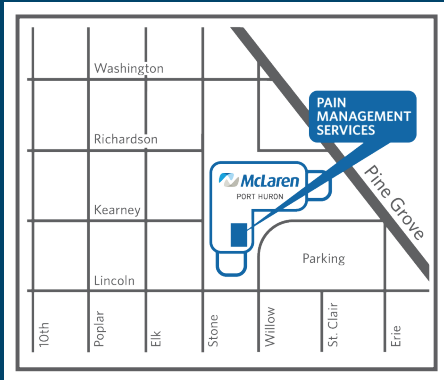 Washington
PAIN
MANAGEMENT
SERVICES
Richardson
McLaren
PORT HURON
Pine Grove
Kearney
Parking
Lincoln
10th
Poplar
Elk
Stone
Willow
St. Clair
Erie